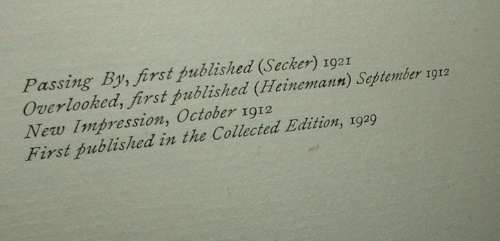 Passing By, first published (Secker) 1921
Overlooked, first published (Heinemann) September 1912
New Impression, October 1912
First published in the Collected Edition, 1929